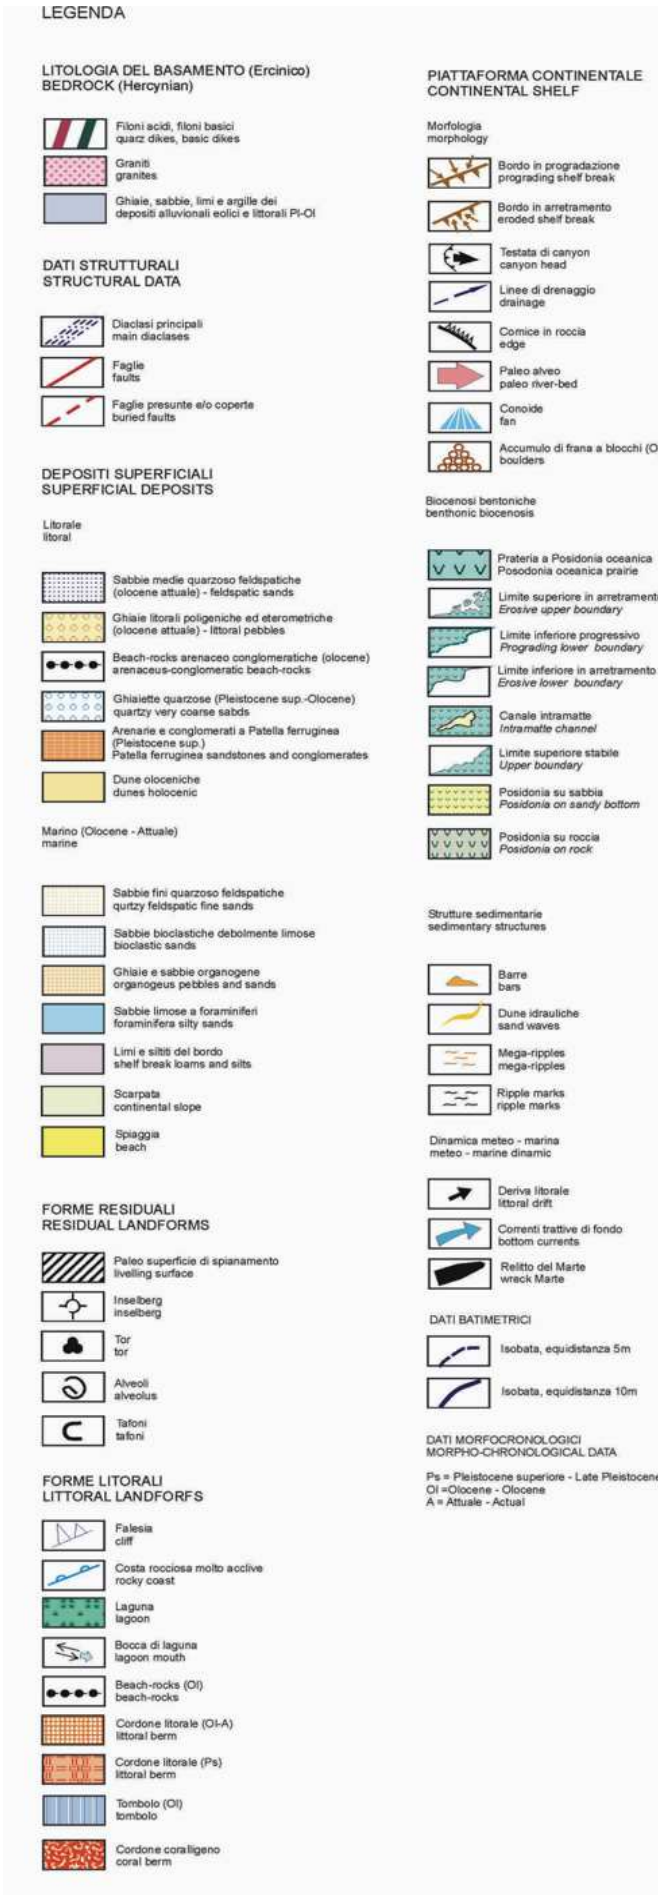 LEGENDA
LITOLOGIA DEL BASAMENTO (Ercinico)
BEDROCK (Hercynian)
Filoni acidi, filoni basici
quarz dikes, basic dikes
Graniti
granites
Ghiaie, sabbie, limi e argille dei
depositi alluvionali eolici e littorali Pl-Ol
DATI STRUTTURALI
STRUCTURAL DATA
Diaclasi principali
main diaclases
Faglie
faults
Faglie presunte e/o coperte
buried faults
DEPOSITI SUPERFICIALI
SUPERFICIAL DEPOSITS
Litorale
litoral
Sabbie medie quarzoso feldspatiche
(olocene attuale) - feldspatic sands
Ghiaie litorali poligeniche ed eterometriche
(olocene attuale) - littoral pebbles
Beach-rocks arenaceo conglomeratiche (olocene)
arenaceus-conglomeratic beach-rocks
Ghiaiette quarzose (Pleistocene sup.-Olocene)
quartzy very coarse sabds
Arenarie e conglomerati a Patella ferruginea
(Pleistocene sup.)
Patella ferruginea sandstones and conglomerates
Dune oloceniche
dunes holocenic
Marino (Olocene - Attuale)
marine
Sabbie fini quarzoso feldspatiche
qurtzy feldspatic fine sands
Sabbie bioclastiche debolmente limose
bioclastic sands
Ghiaie e sabbie organogene
organogeus pebbles and sands
Sabbie limose a foraminiferi
foraminifera silty sands
Limi e siltiti del bordo
shelf break loams and silts
Scarpata
continental slope
Spiaggia
beach
FORME RESIDUALI
RESIDUAL LANDFORMS
Paleo superficie di spianamento
livelling surface
Inselberg
inselberg
Tor
tor
Alveoli
alveolus
Tafoni
tafoni
FORME LITORALI
LITTORAL LANDFORFS
Falesia
cliff
Costa rocciosa molto acclive
rocky coast
Laguna
lagoon
Bocca di laguna
lagoon mouth
Beach-rocks (Ol)
beach-rocks
Cordone litorale (Ol-A)
littoral berm
Cordone litorale (Ps)
littoral berm
Tombolo (Ol)
tombolo
Cordone coralligeno
coral berm
PIATTAFORMA CONTINENTALE
CONTINENTAL SHELF
Morfologia
morphology
Bordo in progradazione
prograding shelf break
Bordo in arretramento
eroded shelf break
Testata di canyon
canyon head
Linee di drenaggio
drainage
Cornice in roccia
edge
Paleo alveo
paleo river-bed
Conoide
fan
Accumulo di frana a blocchi (O
boulders
Biocenosi bentoniche
benthonic biocenosis
Prateria a Posidonia oceanica
Posodonia oceanica prairie
Limite superiore in arretramento
Erosive upper boundary
Limite inferiore progressivo
Prograding lower boundary
Limite inferiore in arretramento
Erosive lower boundary
Canale intramatte
Intramatte channel
Limite superiore stabile
Upper boundary
Posidonia su sabbia
Posidonia on sandy bottom
Posidonia su roccia
Posidonia on rock
Strutture sedimentarie
sedimentary structures
Barre
bars
Dune idrauliche
sand waves
Mega-ripples
mega-ripples
Ripple marks
ripple marks
Dinamica meteo - marina
meteo - marine dinamic
Deriva litorale
littoral drift
Correnti trattive di fondo
bottom currents
Relitto del Marte
wreck Marte
DATI BATIMETRICI
Isobata, equidistanza 5m
Isobata, equidistanza 10m
DATI MORFOCRONOLOGICI
MORPHO-CHRONOLOGICAL DATA
Ps = Pleistocene superiore - Late Pleistocene
Ol =Olocene - Olocene
A = Attuale - Actual